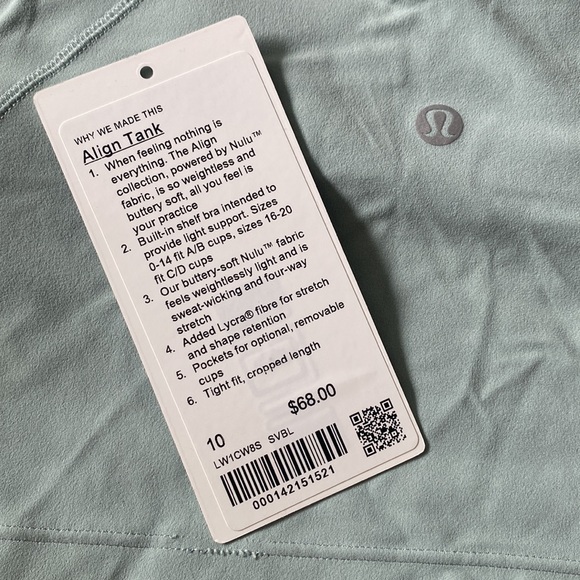 WHY WE MADE THIS
Align Tank
1. When feeling nothing is
everything. The Align
collection, powered by Nulu™
fabric, is so weightless and
buttery soft, all you feel is
your practice
2. Built-in shelf bra intended to
provide light support. Sizes
0-14 fit A/B cups, sizes 16-20
fit C/D cups
3. Our buttery-soft Nulu™ fabric
feels weightlessly light and is
sweat-wicking and four-way
stretch
4. Added Lycra® fibre for stretch
and shape retention
5. Pockets for optional, removable
cups
6. Tight fit, cropped length
10 $68.00
LW1CW8S SVBL
000142151521